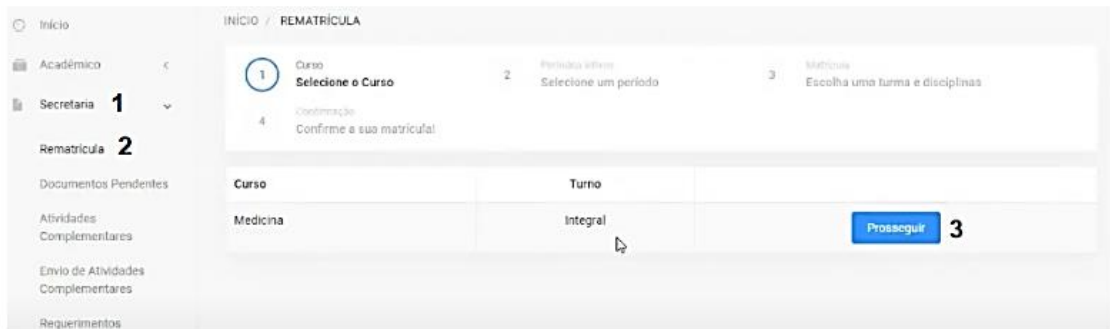 Início
Acadêmico
Secretaria 1
Rematrícula 2
Documentos Pendentes
Atividades
Complementares
Envio de Atividades
Complementares
Requerimentos
INÍCIO / REMATRÍCULA
1
Curso
Selecione o Curso
2
Períodos letivos
Selecione um período
3
Matrícula
Escolha uma turma e disciplinas
4
Confirmação
Confirme a sua matrícula!
Curso Turno
Medicina Integral Prosseguir 3